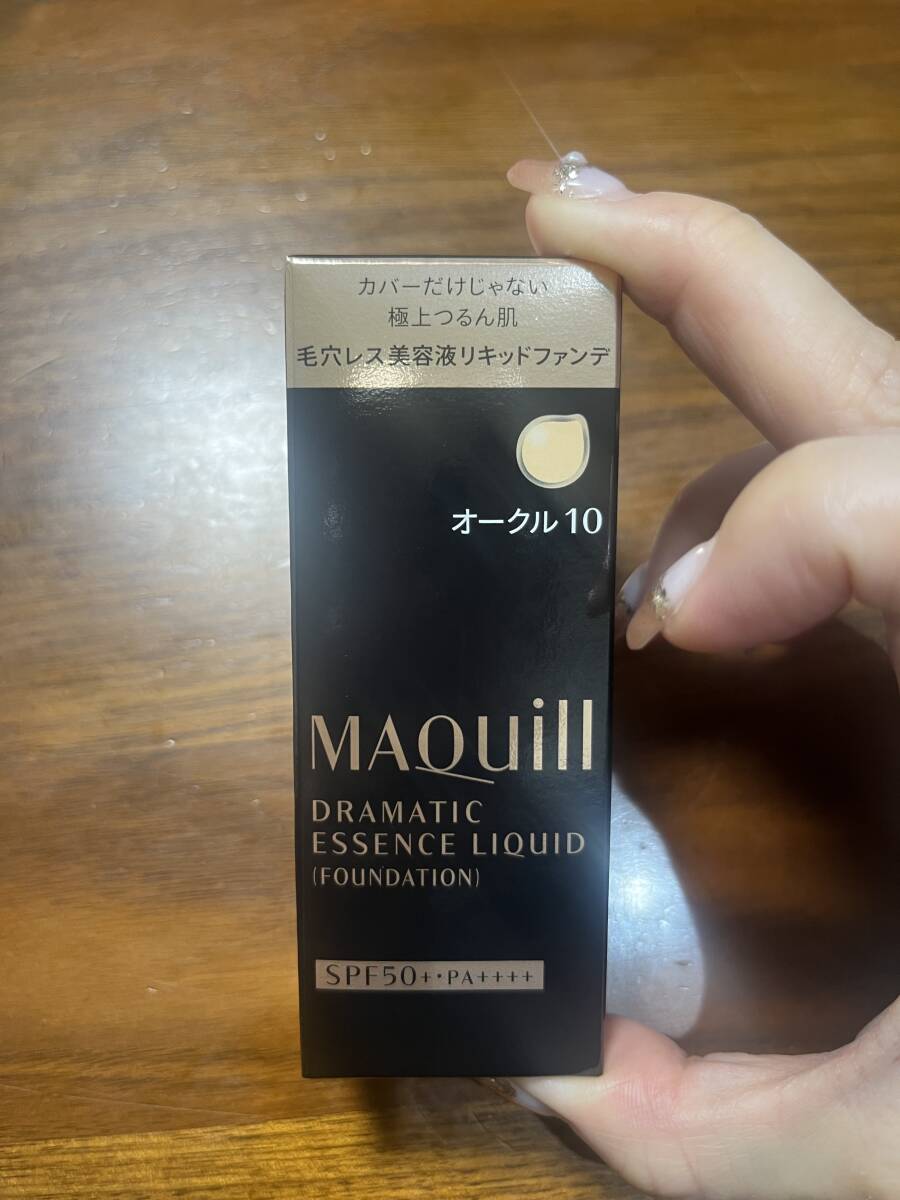 カバーだけじゃない
極上つるん肌
毛穴レス美容液リキッドファンデ
オークル10
MAQuill
DRAMATIC
ESSENCE LIQUID
(FOUNDATION)
SPF50+・PA++++